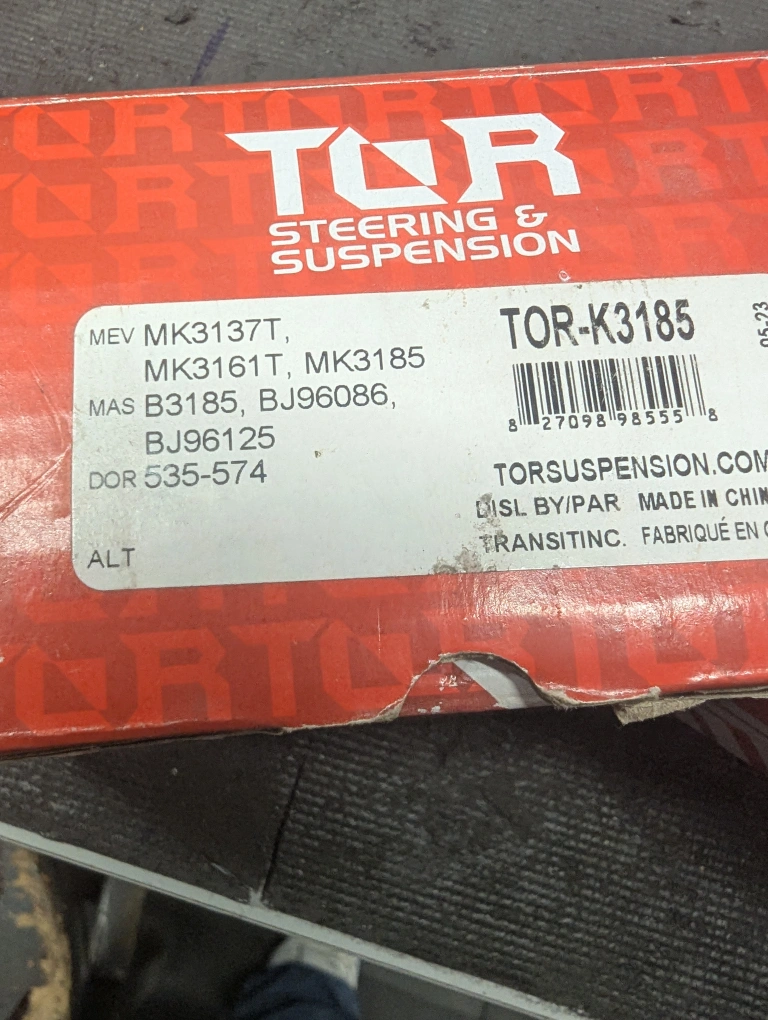 TOR
STEERING &
SUSPENSION
MEV MK3137T,
MK3161T, MK3185
MAS B3185, BJ96086,
BJ96125
DOR 535-574
ALT
TOR-K3185
05-23
8 27098 98555 8
TORSUSPENSION.COM
DISL BY/PAR MADE IN CHIN
TRANSITINC. FABRIQUÉ EN C